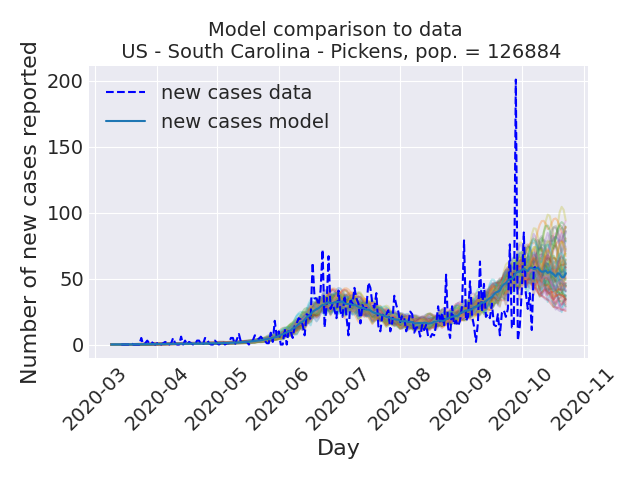 Model comparison to data
US - South Carolina - Pickens, pop. = 126884
Number of new cases reported
200
150
100
50
0
new cases data
new cases model
2020-03
2020-04
2020-05
2020-06
2020-07
2020-08
2020-09
2020-10
2020-11
Day